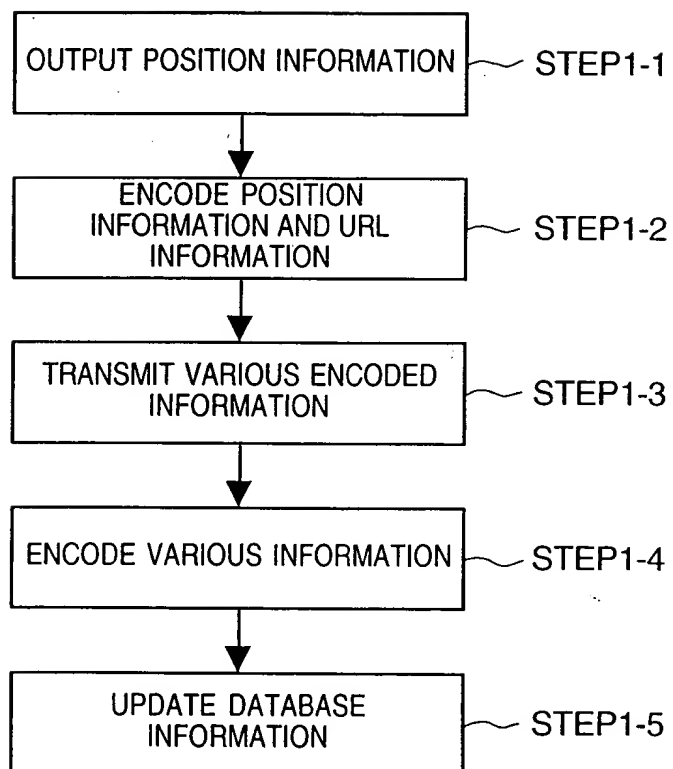 OUTPUT POSITION INFORMATION
STEP1-1
ENCODE POSITION
INFORMATION AND URL
INFORMATION
STEP1-2
TRANSMIT VARIOUS ENCODED
INFORMATION
STEP1-3
ENCODE VARIOUS INFORMATION
STEP1-4
UPDATE DATABASE
INFORMATION
STEP1-5